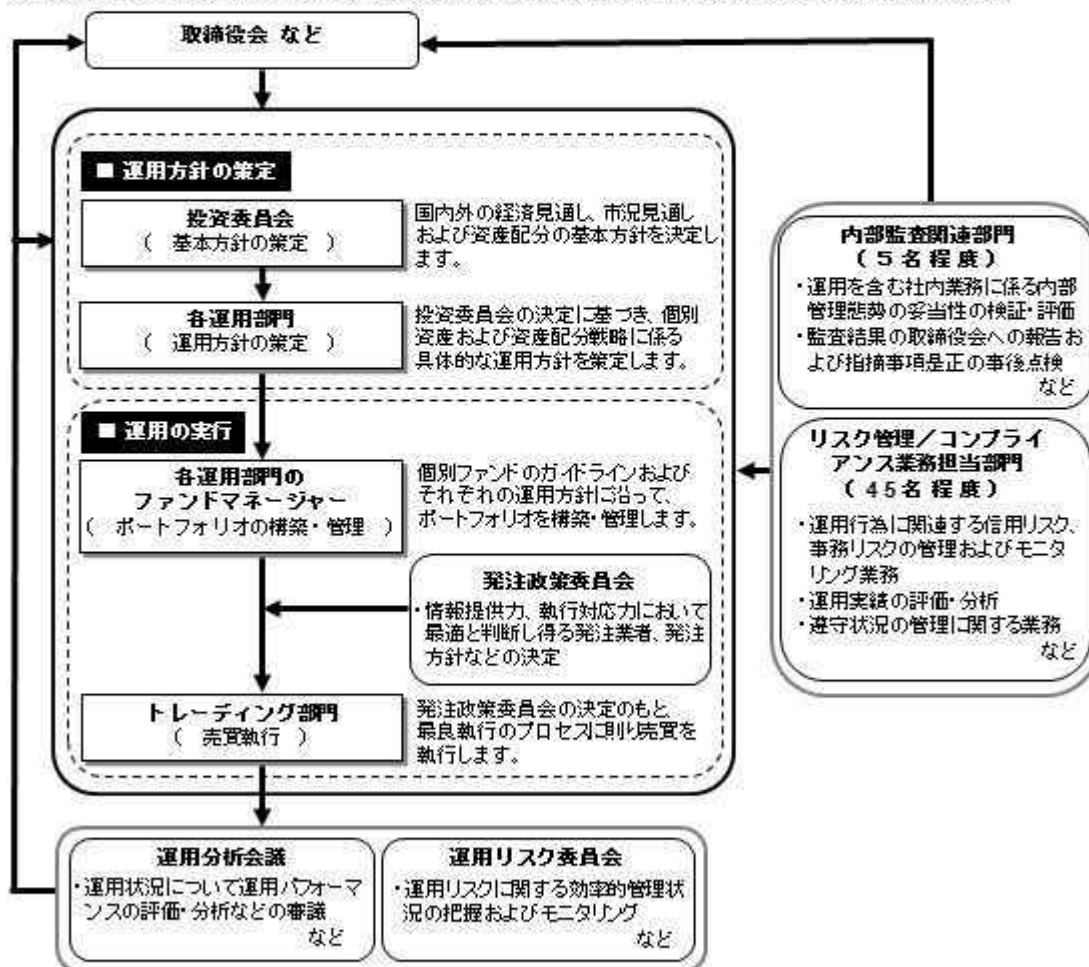 取締役会 など
■ 運用方針の策定
投資委員会
( 基本方針の策定 )
国内外の経済見通し、市況見通し
および資産配分の基本方針を決定し
ます。
各運用部門
( 運用方針の策定 )
投資委員会の決定に基づき、個別
資産および資産配分戦略に係る
具体的な運用方針を策定します。
■ 運用の実行
各運用部門の
ファンドマネージャー
( ポートフォリオの構築・管理 )
個別ファンドのガイドラインおよび
それぞれの運用方針に沿って、
ポートフォリオを構築・管理します。
発注政策委員会
・情報提供力、執行対応力において
最適と判断し得る発注業者、発注
方針などの決定
トレーディング部門
( 売買執行 )
発注政策委員会の決定のもと、
最良執行のプロセスに則り売買を
執行します。
運用分析会議
・運用状況について運用パフォーマ
ンスの評価・分析などの審議
など
運用リスク委員会
・運用リスクに関する効率的管理状
況の把握およびモニタリング
など
内部監査関連部門
(5名程度)
・運用を含む社内業務に係る内部
管理態勢の妥当性の検証・評価
・監査結果の取締役会への報告お
よび指摘事項是正の事後点検
など
リスク管理／コンプライ
アンス業務担当部門
(45名程度)
・運用行為に関連する信用リスク、
事務リスクの管理およびモニタ
リング業務
・運用実績の評価・分析
・遵守状況の管理に関する業務
など